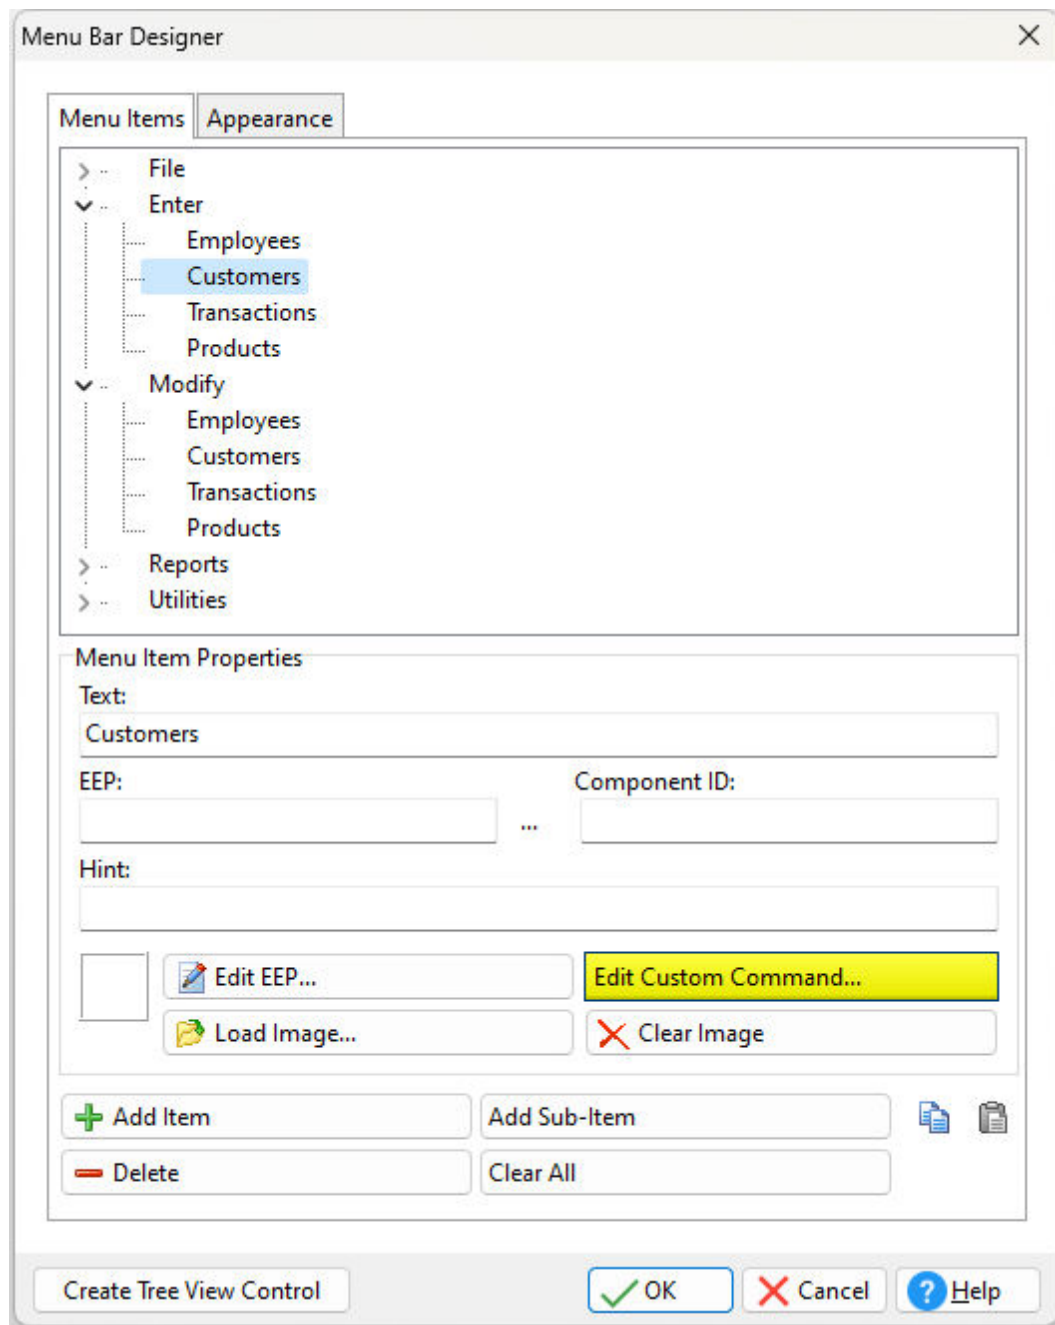 Menu Bar Designer
Menu Items Appearance
File
Enter
Employees
Customers
Transactions
Products
Modify
Employees
Customers
Transactions
Products
Reports
Utilities
Menu Item Properties
Text:
Customers
EEP: Component ID:
...
Hint:
Edit EEP... Edit Custom Command...
Load Image... Clear Image
Add Item Add Sub-Item
Delete Clear All
Create Tree View Control OK Cancel ? Help